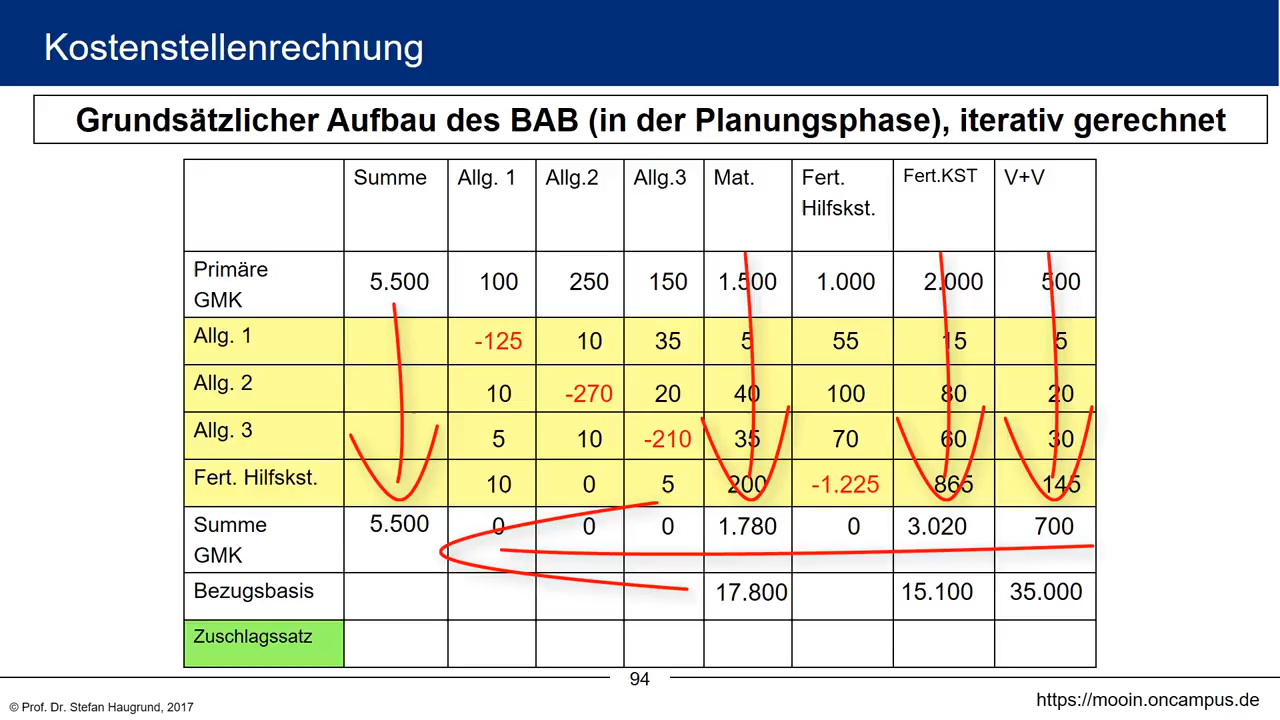 Kostenstellenrechnung
Grundsätzlicher Aufbau des BAB (in der Planungsphase), iterativ gerechnet
Summe Allg. 1 Allg.2 Allg.3 Mat. Fert. Hilfskst. Fert.KST V+V
Primäre GMK 5.500 100 250 150 1.500 1.000 2.000 500
Allg. 1 -125 10 35 5 55 15 5
Allg. 2 10 -270 20 40 100 80 20
Allg. 3 5 10 -210 35 70 60 30
Fert. Hilfskst. 10 0 5 200 -1.225 865 145
Summe GMK 5.500 0 0 0 1.780 0 3.020 700
Bezugsbasis 17.800 15.100 35.000
Zuschlagssatz
94
© Prof. Dr. Stefan Haugrund, 2017
https://mooin.oncampus.de